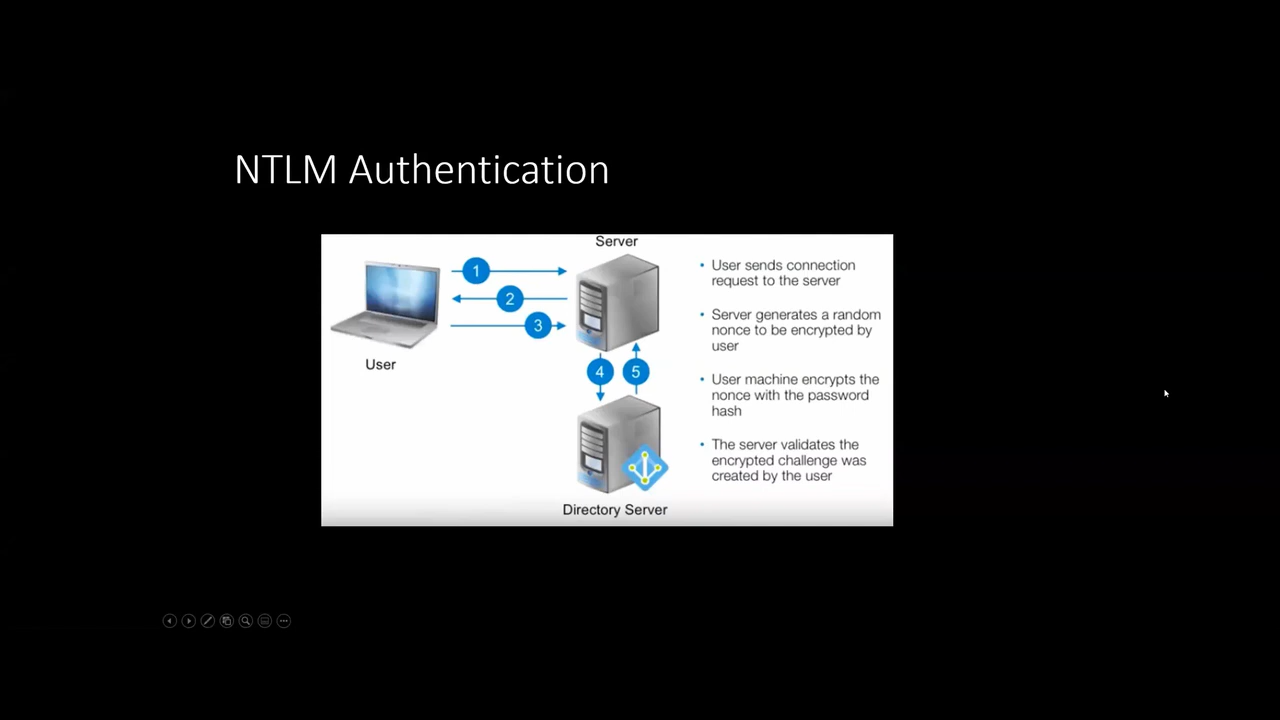 NTLM Authentication
Server
1
2
3
User
4
5
Directory Server
• User sends connection
request to the server
• Server generates a random
nonce to be encrypted by
user
• User machine encrypts the
nonce with the password
hash
• The server validates the
encrypted challenge was
created by the user